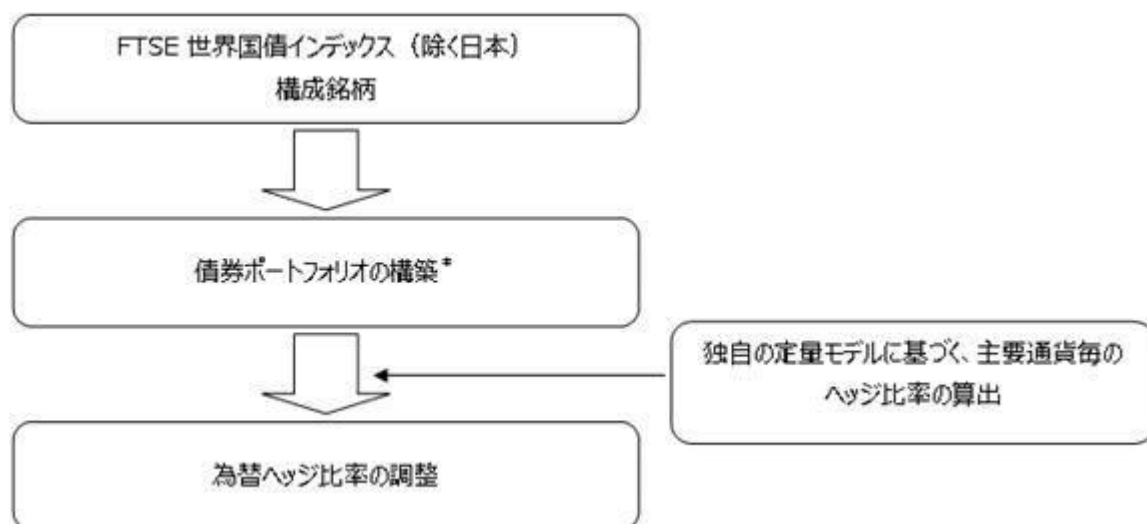 FTSE 世界国債インデックス（除く日本）
構成銘柄
債券ポートフォリオの構築*
独自の定量モデルに基づく、主要通貨毎の
ヘッジ比率の算出
為替ヘッジ比率の調整